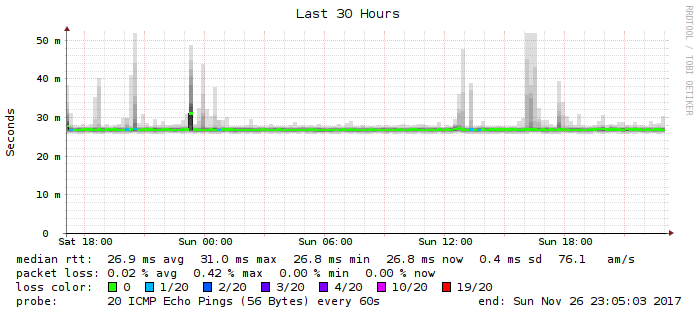 Last 30 Hours
RRDTOOL / TOBI OETIKER
Seconds
50 m
40 m
30 m
20 m
10 m
0
Sat 18:00 Sun 00:00 Sun 06:00 Sun 12:00 Sun 18:00
median rtt: 26.9 ms avg 31.0 ms max 26.8 ms min 26.8 ms now 0.4 ms sd 76.1 am/s
packet loss: 0.02 % avg 0.42 % max 0.00 % min 0.00 % now
loss color: 0 1/20 2/20 3/20 4/20 10/20 19/20
probe: 20 ICMP Echo Pings (56 Bytes) every 60s end: Sun Nov 26 23:05:03 2017